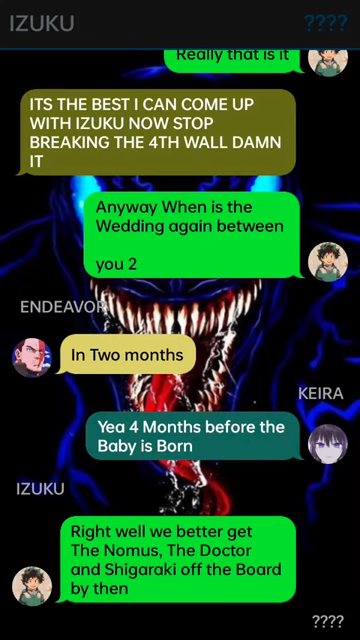 IZUKU
????
Really that is it
ITS THE BEST I CAN COME UP
WITH IZUKU NOW STOP
BREAKING THE 4TH WALL DAMN
IT
Anyway When is the
Wedding again between
you 2
ENDEAVOR
In Two months
KEIRA
Yea 4 Months before the
Baby is Born
IZUKU
Right well we better get
The Nomus, The Doctor
and Shigaraki off the Board
by then
????